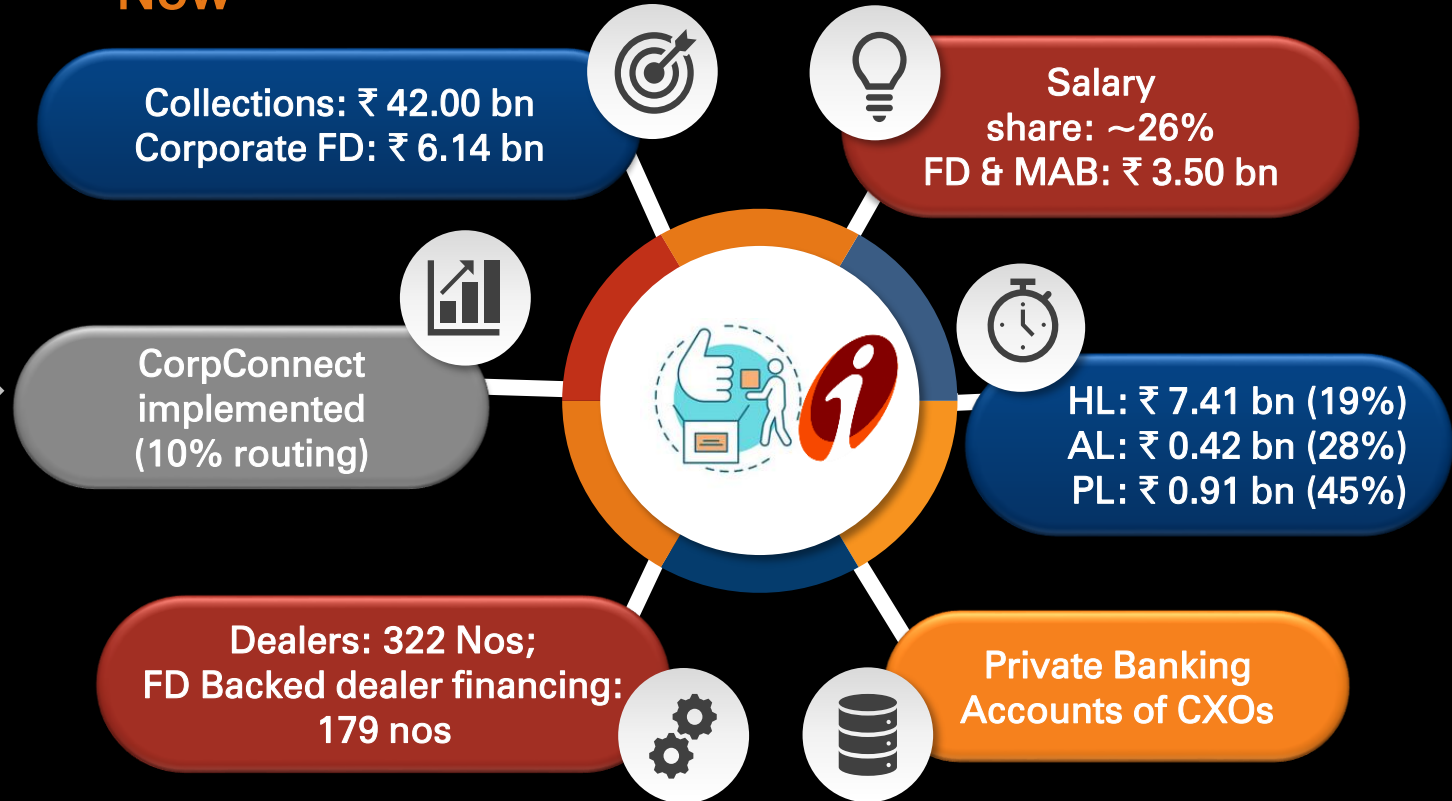 Now
Collections: ₹ 42.00 bn
Corporate FD: ₹ 6.14 bn
Salary
share: ~26%
FD & MAB: ₹ 3.50 bn
CorpConnect
implemented
(10% routing)
HL: ₹ 7.41 bn (19%)
AL: ₹ 0.42 bn (28%)
PL: ₹ 0.91 bn (45%)
Dealers: 322 Nos;
FD Backed dealer financing:
179 nos
Private Banking
Accounts of CXOs